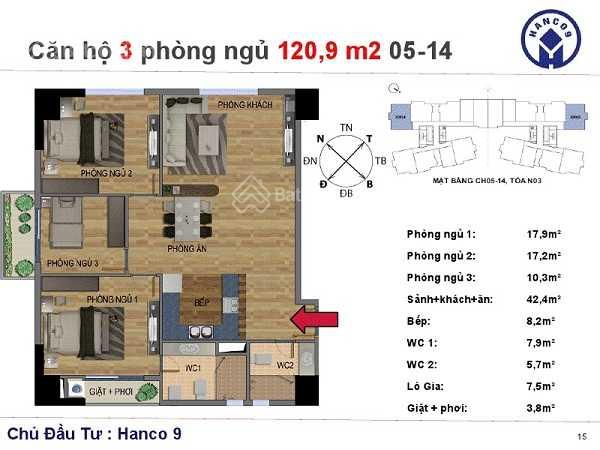 HANCO9
Căn hộ 3 phòng ngủ 120,9 m2 05-14
PHÒNG NGỦ 2
PHÒNG KHÁCH
PHÒNG NGỦ 3
PHÒNG ĂN
PHÒNG NGỦ 1
BẾP
WC1
WC2
GIẶT + PHƠI
TN
N
T
ĐN
TB
Đ
B
ĐB
MẶT BẰNG CH05-14, TÒA N03
Phòng ngủ 1: 17,9m²
Phòng ngủ 2: 17,2m²
Phòng ngủ 3: 10,3m²
Sảnh+khách+ăn: 42,4m²
Bếp: 8,2m²
WC 1: 7,9m²
WC 2: 5,7m²
Lô Gia: 7,5m²
Giặt + phơi: 3,8m²
Chủ Đầu Tư : Hanco 9
15